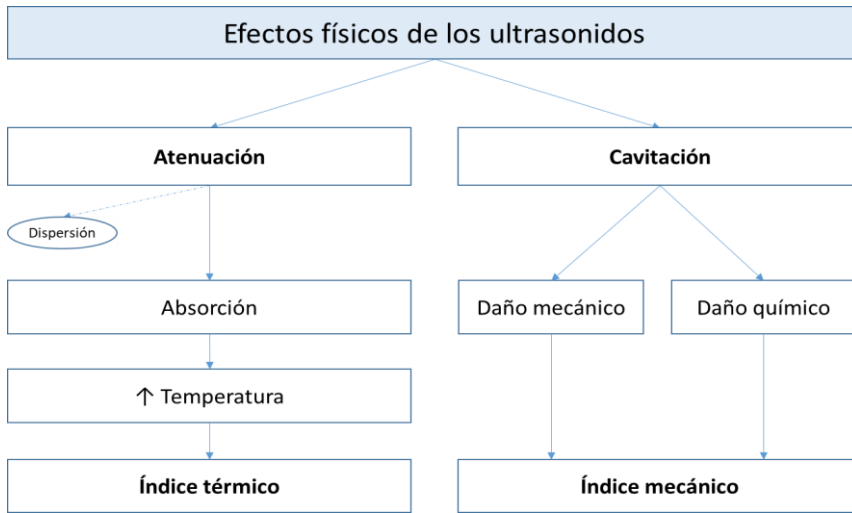 Efectos físicos de los ultrasonidos
Atenuación
Cavitación
Dispersión
Absorción
Daño mecánico
Daño químico
↑ Temperatura
Índice térmico
Índice mecánico